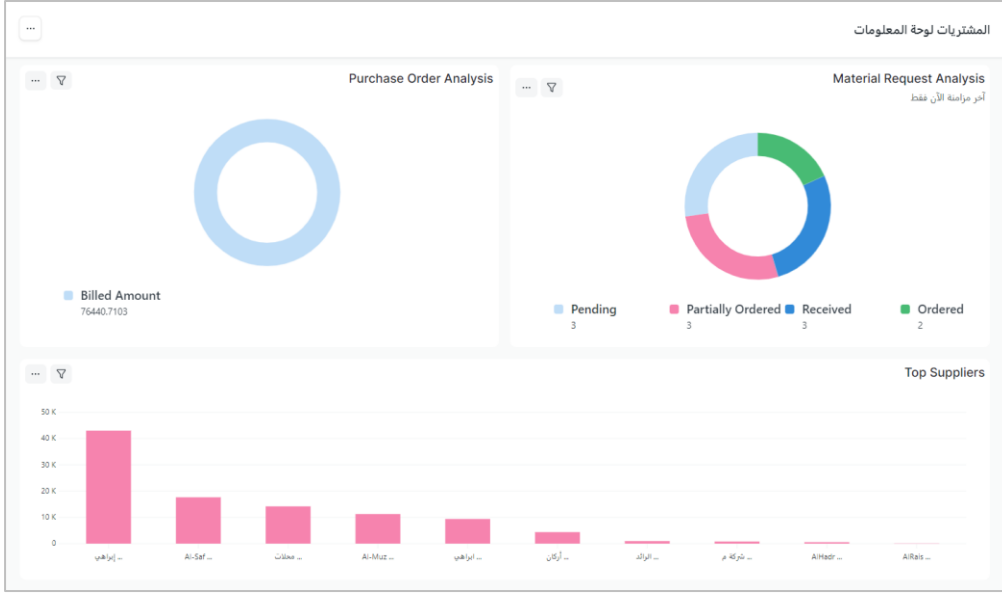 المشتريات لوحة المعلومات
...
Material Request Analysis
آخر مزامنة الآن فقط
...
Pending
3
Partially Ordered
3
Received
3
Ordered
2
Purchase Order Analysis
...
Billed Amount
76440.7103
Top Suppliers
...
50 K
40 K
30 K
20 K
10 K
0
إبراهي ...
Al-Saf ...
محلات ...
Al-Muz ...
ابراهي ...
أركان ...
الرائد ...
شركة م ...
AlHadr ...
AlRais ...